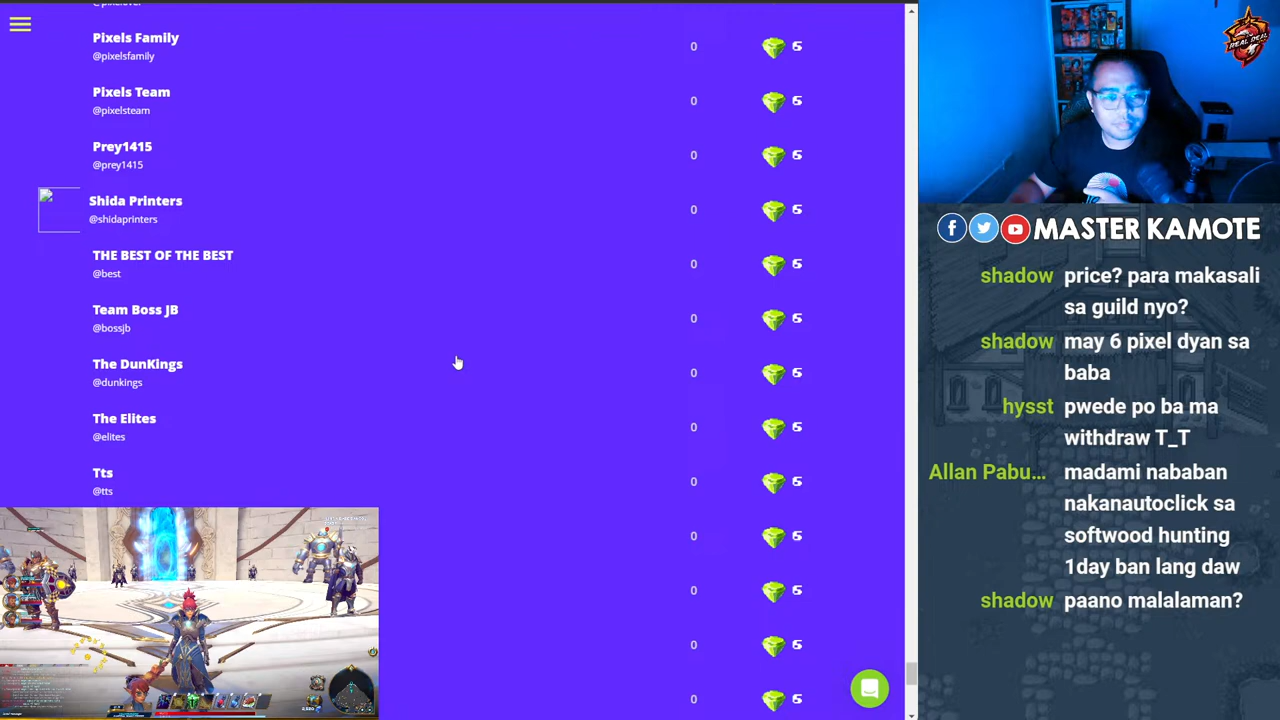 Pixels Family
@pixelsfamily
0 6
Pixels Team
@pixelsteam
0 6
Prey1415
@prey1415
0 6
Shida Printers
@shidaprinters
0 6
THE BEST OF THE BEST
@best
0 6
Team Boss JB
@bossjb
0 6
The DunKings
@dunkings
0 6
The Elites
@elites
0 6
Tts
@tts
0 6
0 6
0 6
0 6
0 6
REAL DEAL
MASTER KAMOTE
shadow price? para makasali
sa guild nyo?
shadow may 6 pixel dyan sa
baba
hysst pwede po ba ma
withdraw T_T
Allan Pabu... madami nababan
nakanautoclick sa
softwood hunting
1day ban lang daw
shadow paano malalaman?